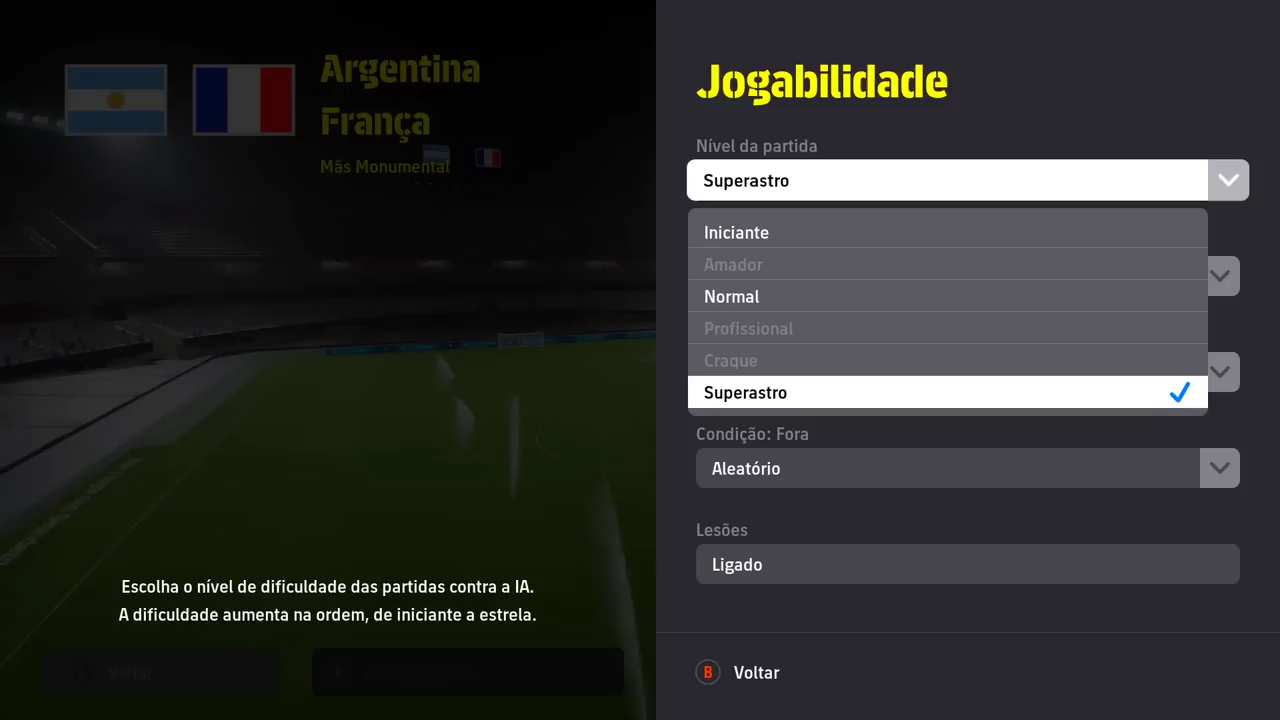 Argentina
França
Mâs Monumental
Jogabilidade
Nível da partida
Superastro
Iniciante
Amador
Normal
Profissional
Craque
Superastro
Condição: Fora
Aleatório
Lesões
Ligado
Escolha o nível de dificuldade das partidas contra a IA.
A dificuldade aumenta na ordem, de iniciante a estrela.
Voltar
B Voltar